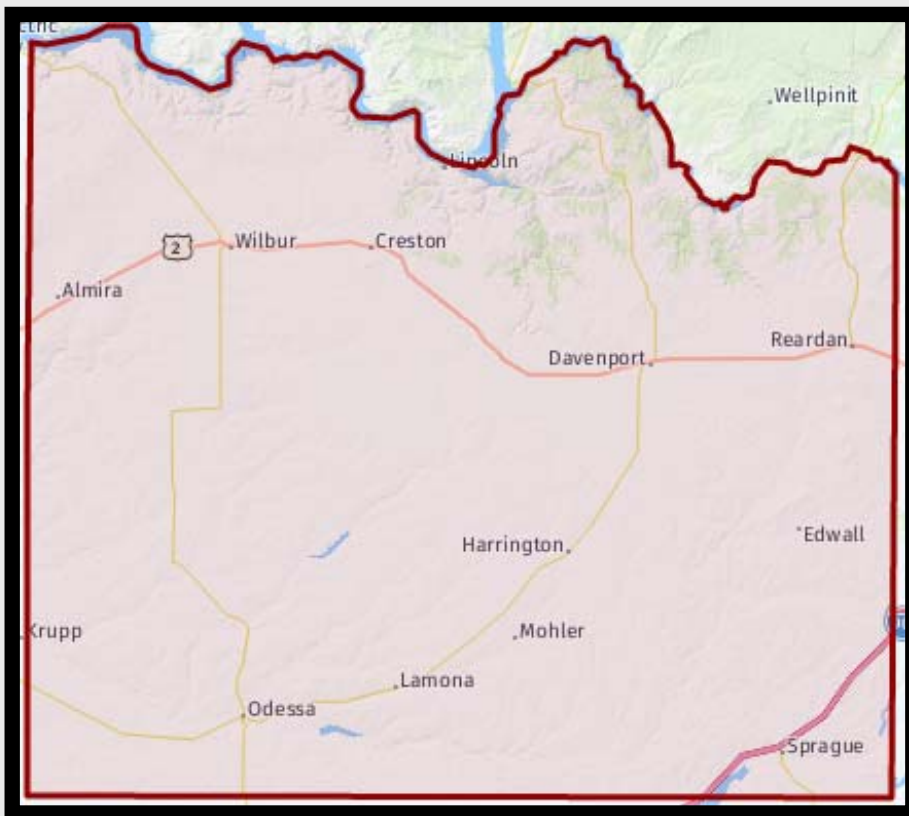 Wellpinit
Lincoln
Wilbur
Creston
2
Almira
Reardan
Davenport
Edwall
Harrington
Krupp
Mohler
Lamona
Odessa
Sprague